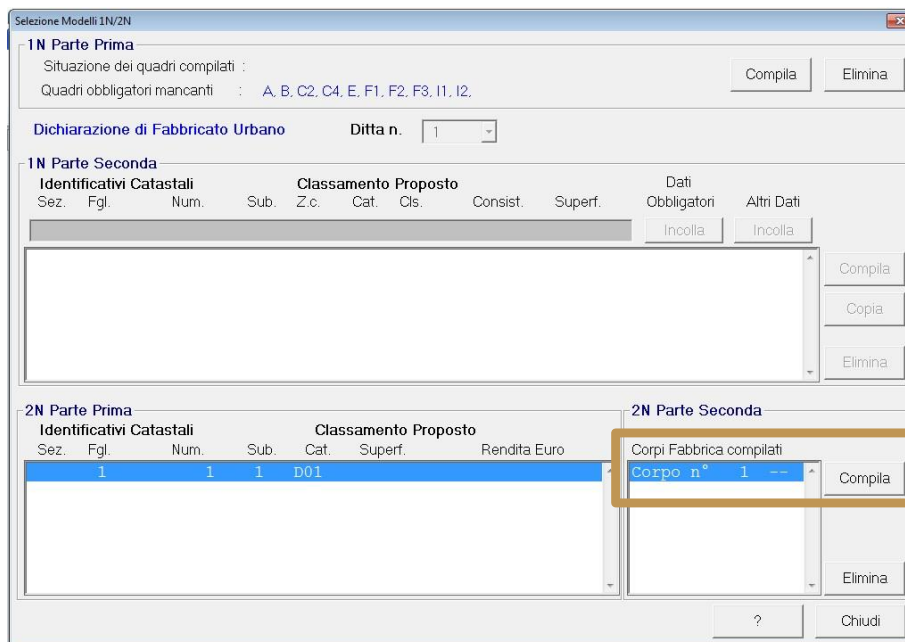 Selezione Modelli 1N/2N
1N Parte Prima
Situazione dei quadri compilati :
Compila Elimina
Quadri obbligatori mancanti : A, B, C2, C4, E, F1, F2, F3, I1, I2,
Dichiarazione di Fabbricato Urbano Ditta n. 1
1N Parte Seconda
Identificativi Catastali Classamento Proposto Dati Obbligatori Altri Dati
Sez. Fgl. Num. Sub. Z.c. Cat. Cls. Consist. Superf.
Incolla Incolla
Compila
Copia
Elimina
2N Parte Prima
Identificativi Catastali Classamento Proposto
Sez. Fgl. Num. Sub. Cat. Superf. Rendita Euro
1 1 1 D01
2N Parte Seconda
Corpi Fabbrica compilati
Corpo n° 1 --
Compila
Elimina
? Chiudi